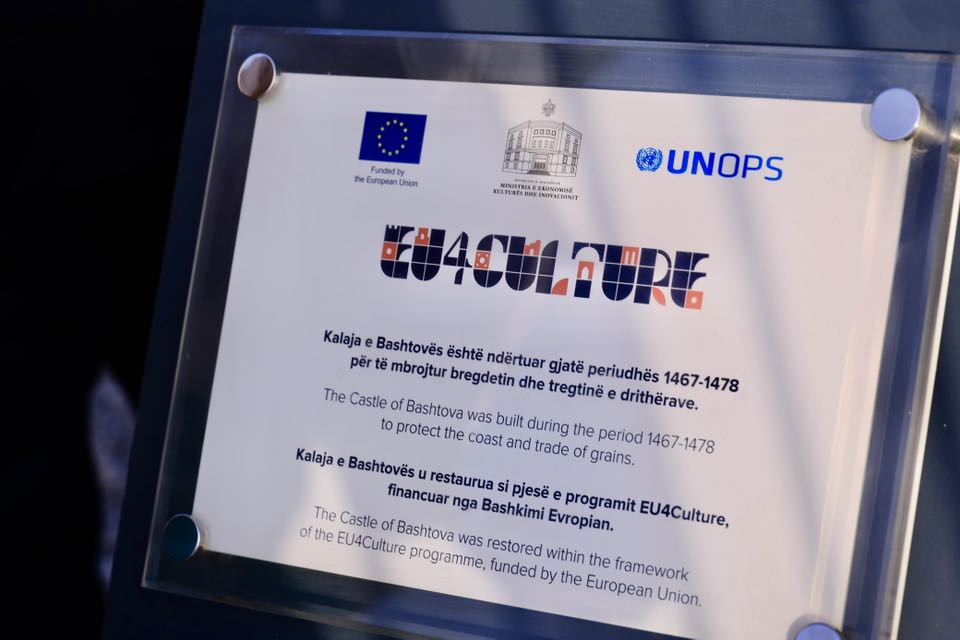 Funded by
the European Union
MINISTRIA E EKONOMISË
KULTURËS DHE INOVACIONIT
UNOPS
EU4CULTURE
Kalaja e Bashtovës është ndërtuar gjatë periudhës 1467-1478
për të mbrojtur bregdetin dhe tregtinë e drithërave.
The Castle of Bashtova was built during the period 1467-1478
to protect the coast and trade of grains.
Kalaja e Bashtovës u restaurua si pjesë e programit EU4Culture,
financuar nga Bashkimi Evropian.
The Castle of Bashtova was restored within the framework
of the EU4Culture programme, funded by the European Union.